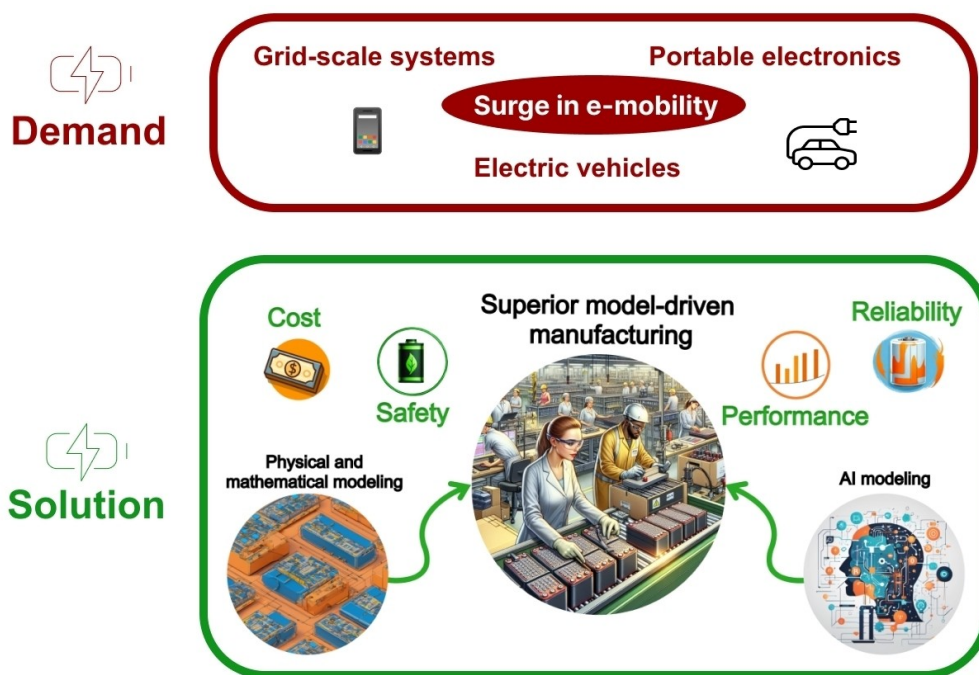 Demand
Grid-scale systems
Portable electronics
Surge in e-mobility
Electric vehicles
Solution
Cost
Safety
Superior model-driven
manufacturing
Performance
Reliability
Physical and
mathematical modeling
AI modeling